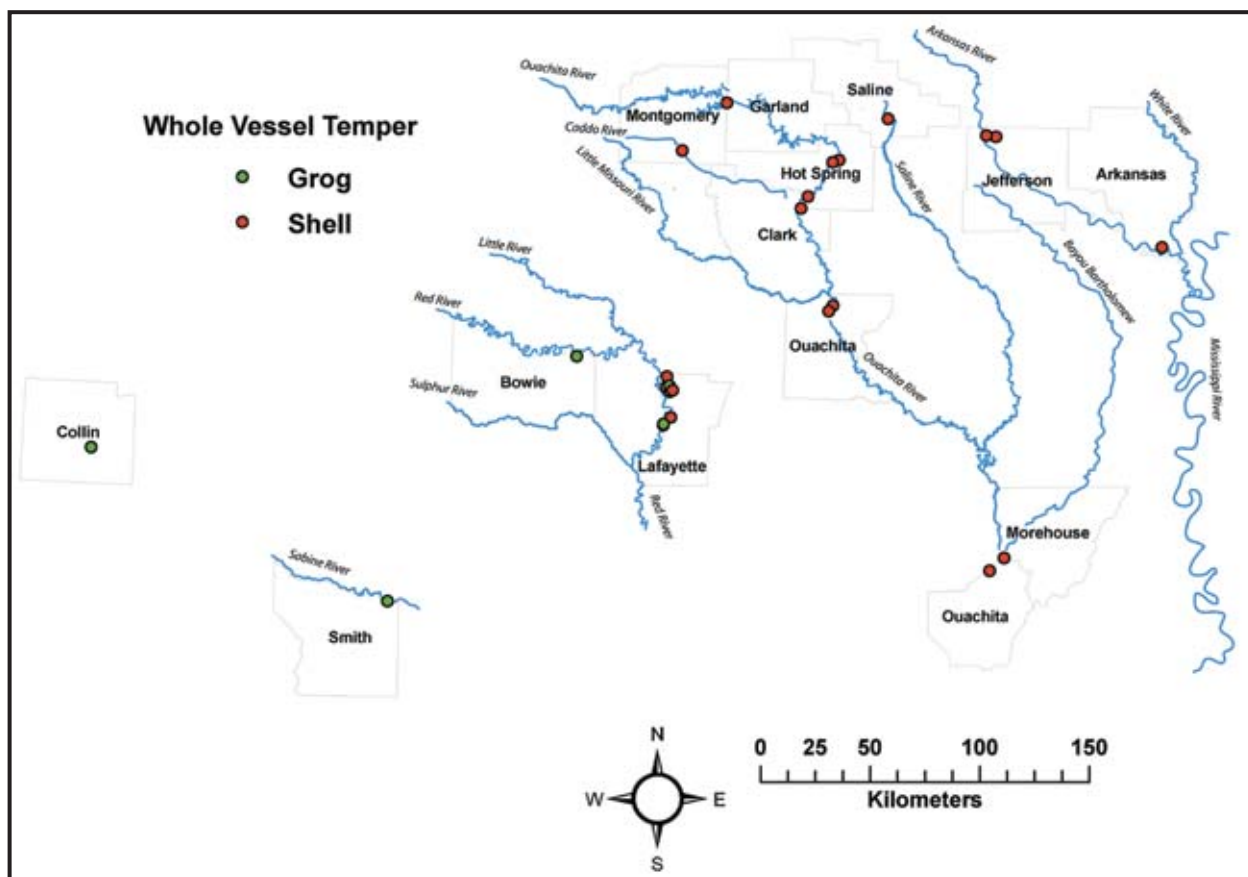 Arkansas River
Ouachita River
Saline
White River
Garland
Montgomery
Whole Vessel Temper
Caddo River
Little Missouri River
Grog
Hot Spring
Saline River
Jefferson
Arkansas
Shell
Clark
Little River
Bayou Bartholomew
Red River
Ouachita
Mississippi River
Ouachita River
Bowie
Sulphur River
Collin
Lafayette
Red River
Morehouse
Sabine River
Ouachita
Smith
N
W E
S
0 25 50 100 150
Kilometers